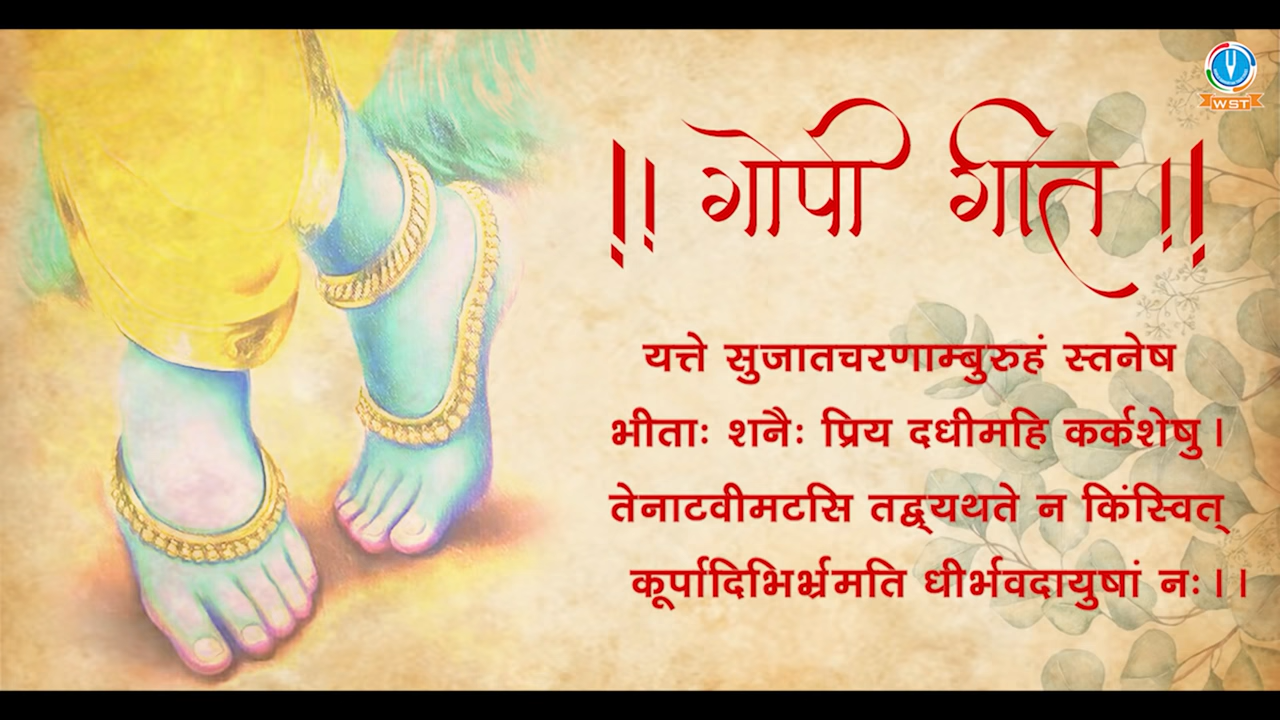 WST
॥ गोपी गीत ॥
यत्ते सुजातचरणाम्बुरुहं स्तनेष
भीताः शनैः प्रिय दधीमहि कर्कशेषु ।
तेनाटवीमटसि तद्व्यथते न किंस्वित्
कूर्पादिभिर्भ्रमति धीर्भवदायुषां नः । ।